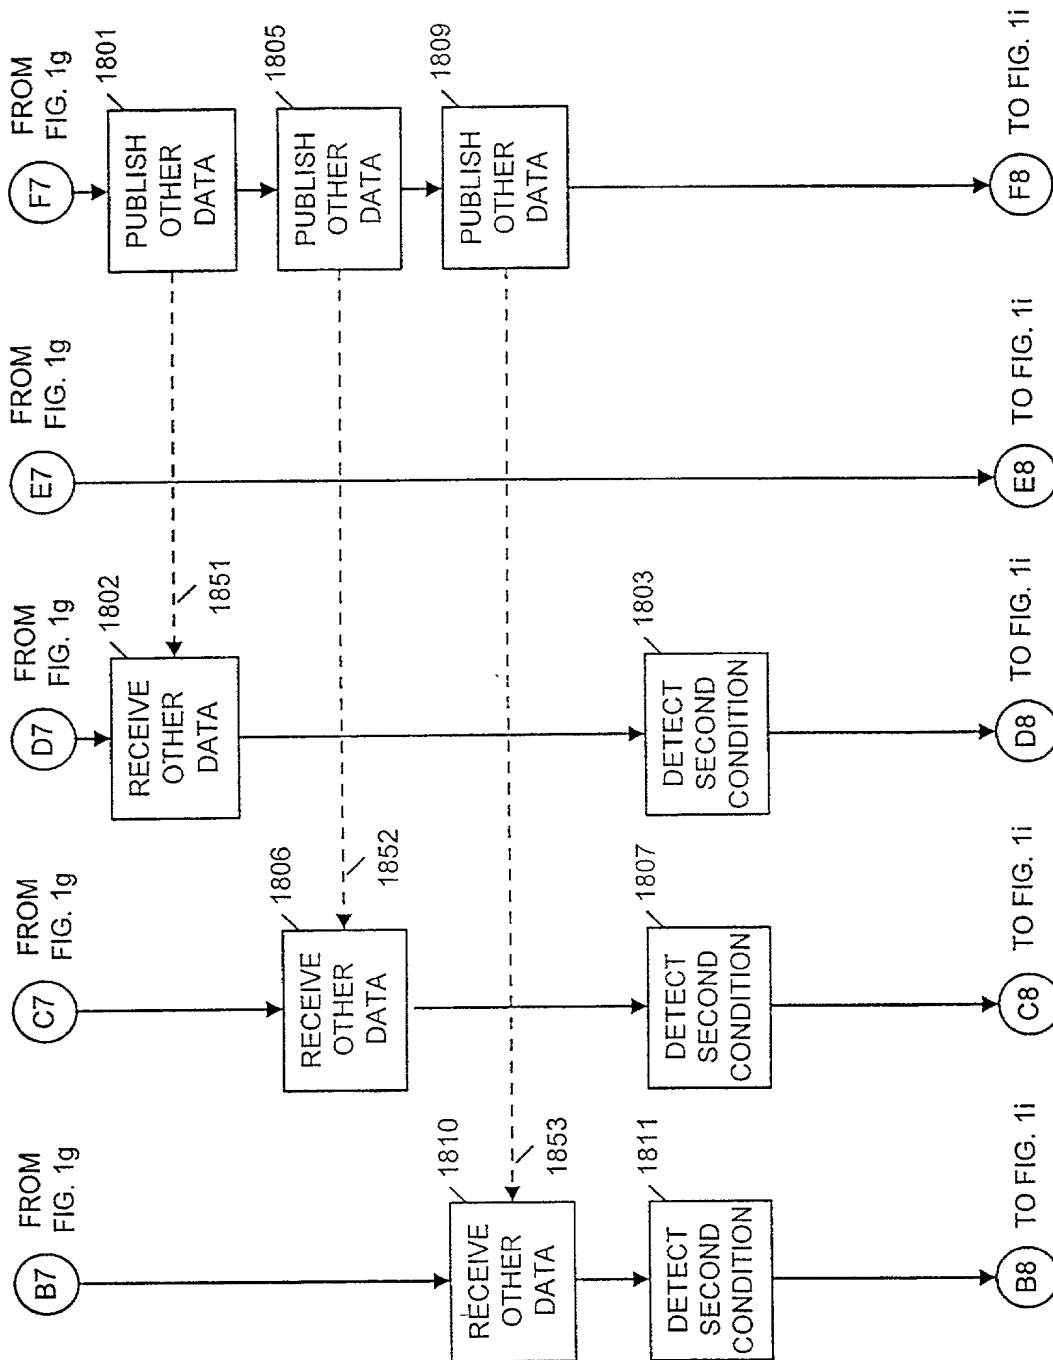 B7
FROM
FIG. 1g
C7
FROM
FIG. 1g
D7
FROM
FIG. 1g
E7
FROM
FIG. 1g
F7
FROM
FIG. 1g
1801
PUBLISH
OTHER
DATA
1802
RECEIVE
OTHER
DATA
1851
1805
PUBLISH
OTHER
DATA
1806
RECEIVE
OTHER
DATA
1852
1809
PUBLISH
OTHER
DATA
1810
RECEIVE
OTHER
DATA
1853
1811
DETECT
SECOND
CONDITION
1807
DETECT
SECOND
CONDITION
1803
DETECT
SECOND
CONDITION
B8
TO FIG. 1i
C8
TO FIG. 1i
D8
TO FIG. 1i
E8
TO FIG. 1i
F8
TO FIG. 1i